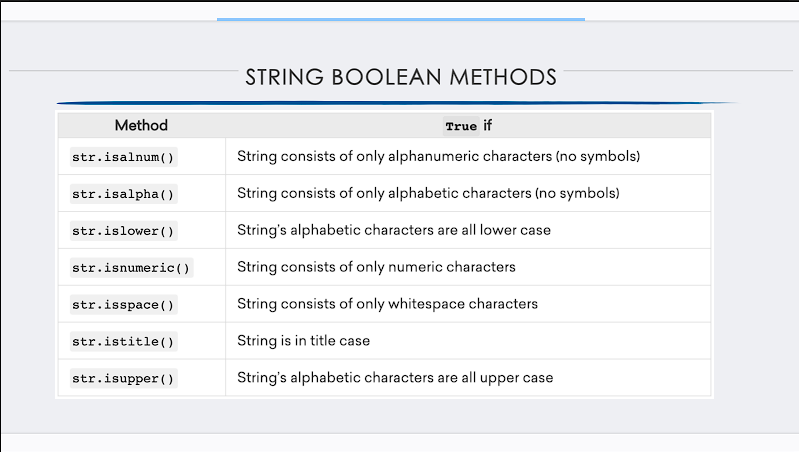 STRING BOOLEAN METHODS
Method True if
str.isalnum() String consists of only alphanumeric characters (no symbols)
str.isalpha() String consists of only alphabetic characters (no symbols)
str.islower() String’s alphabetic characters are all lower case
str.isnumeric() String consists of only numeric characters
str.isspace() String consists of only whitespace characters
str.istitle() String is in title case
str.isupper() String’s alphabetic characters are all upper case